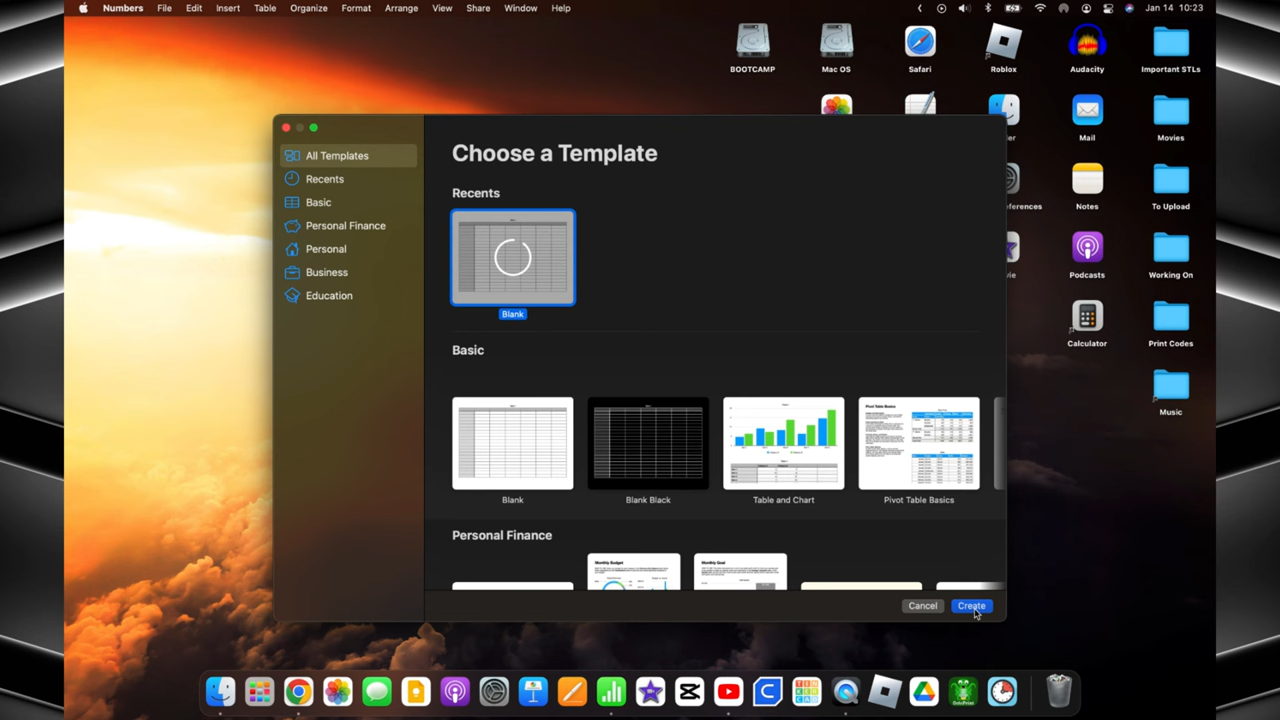 Numbers File Edit Insert Table Format Arrange View Share Window Help Jan 14 10:23
BOOTCAMP Mac OS Safari Roblox Audacity Important STLs
Mail Movies
Notes To Upload
Podcasts Working On
Calculator Print Codes
Music
All Templates
Recents
Basic
Personal Finance
Personal
Business
Education
Choose a Template
Recents
Blank
Basic
Pivot Table Basics
Blank Blank Black Table and Chart Pivot Table Basics
Personal Finance
Monthly Budget Monthly Goal
Cancel Create